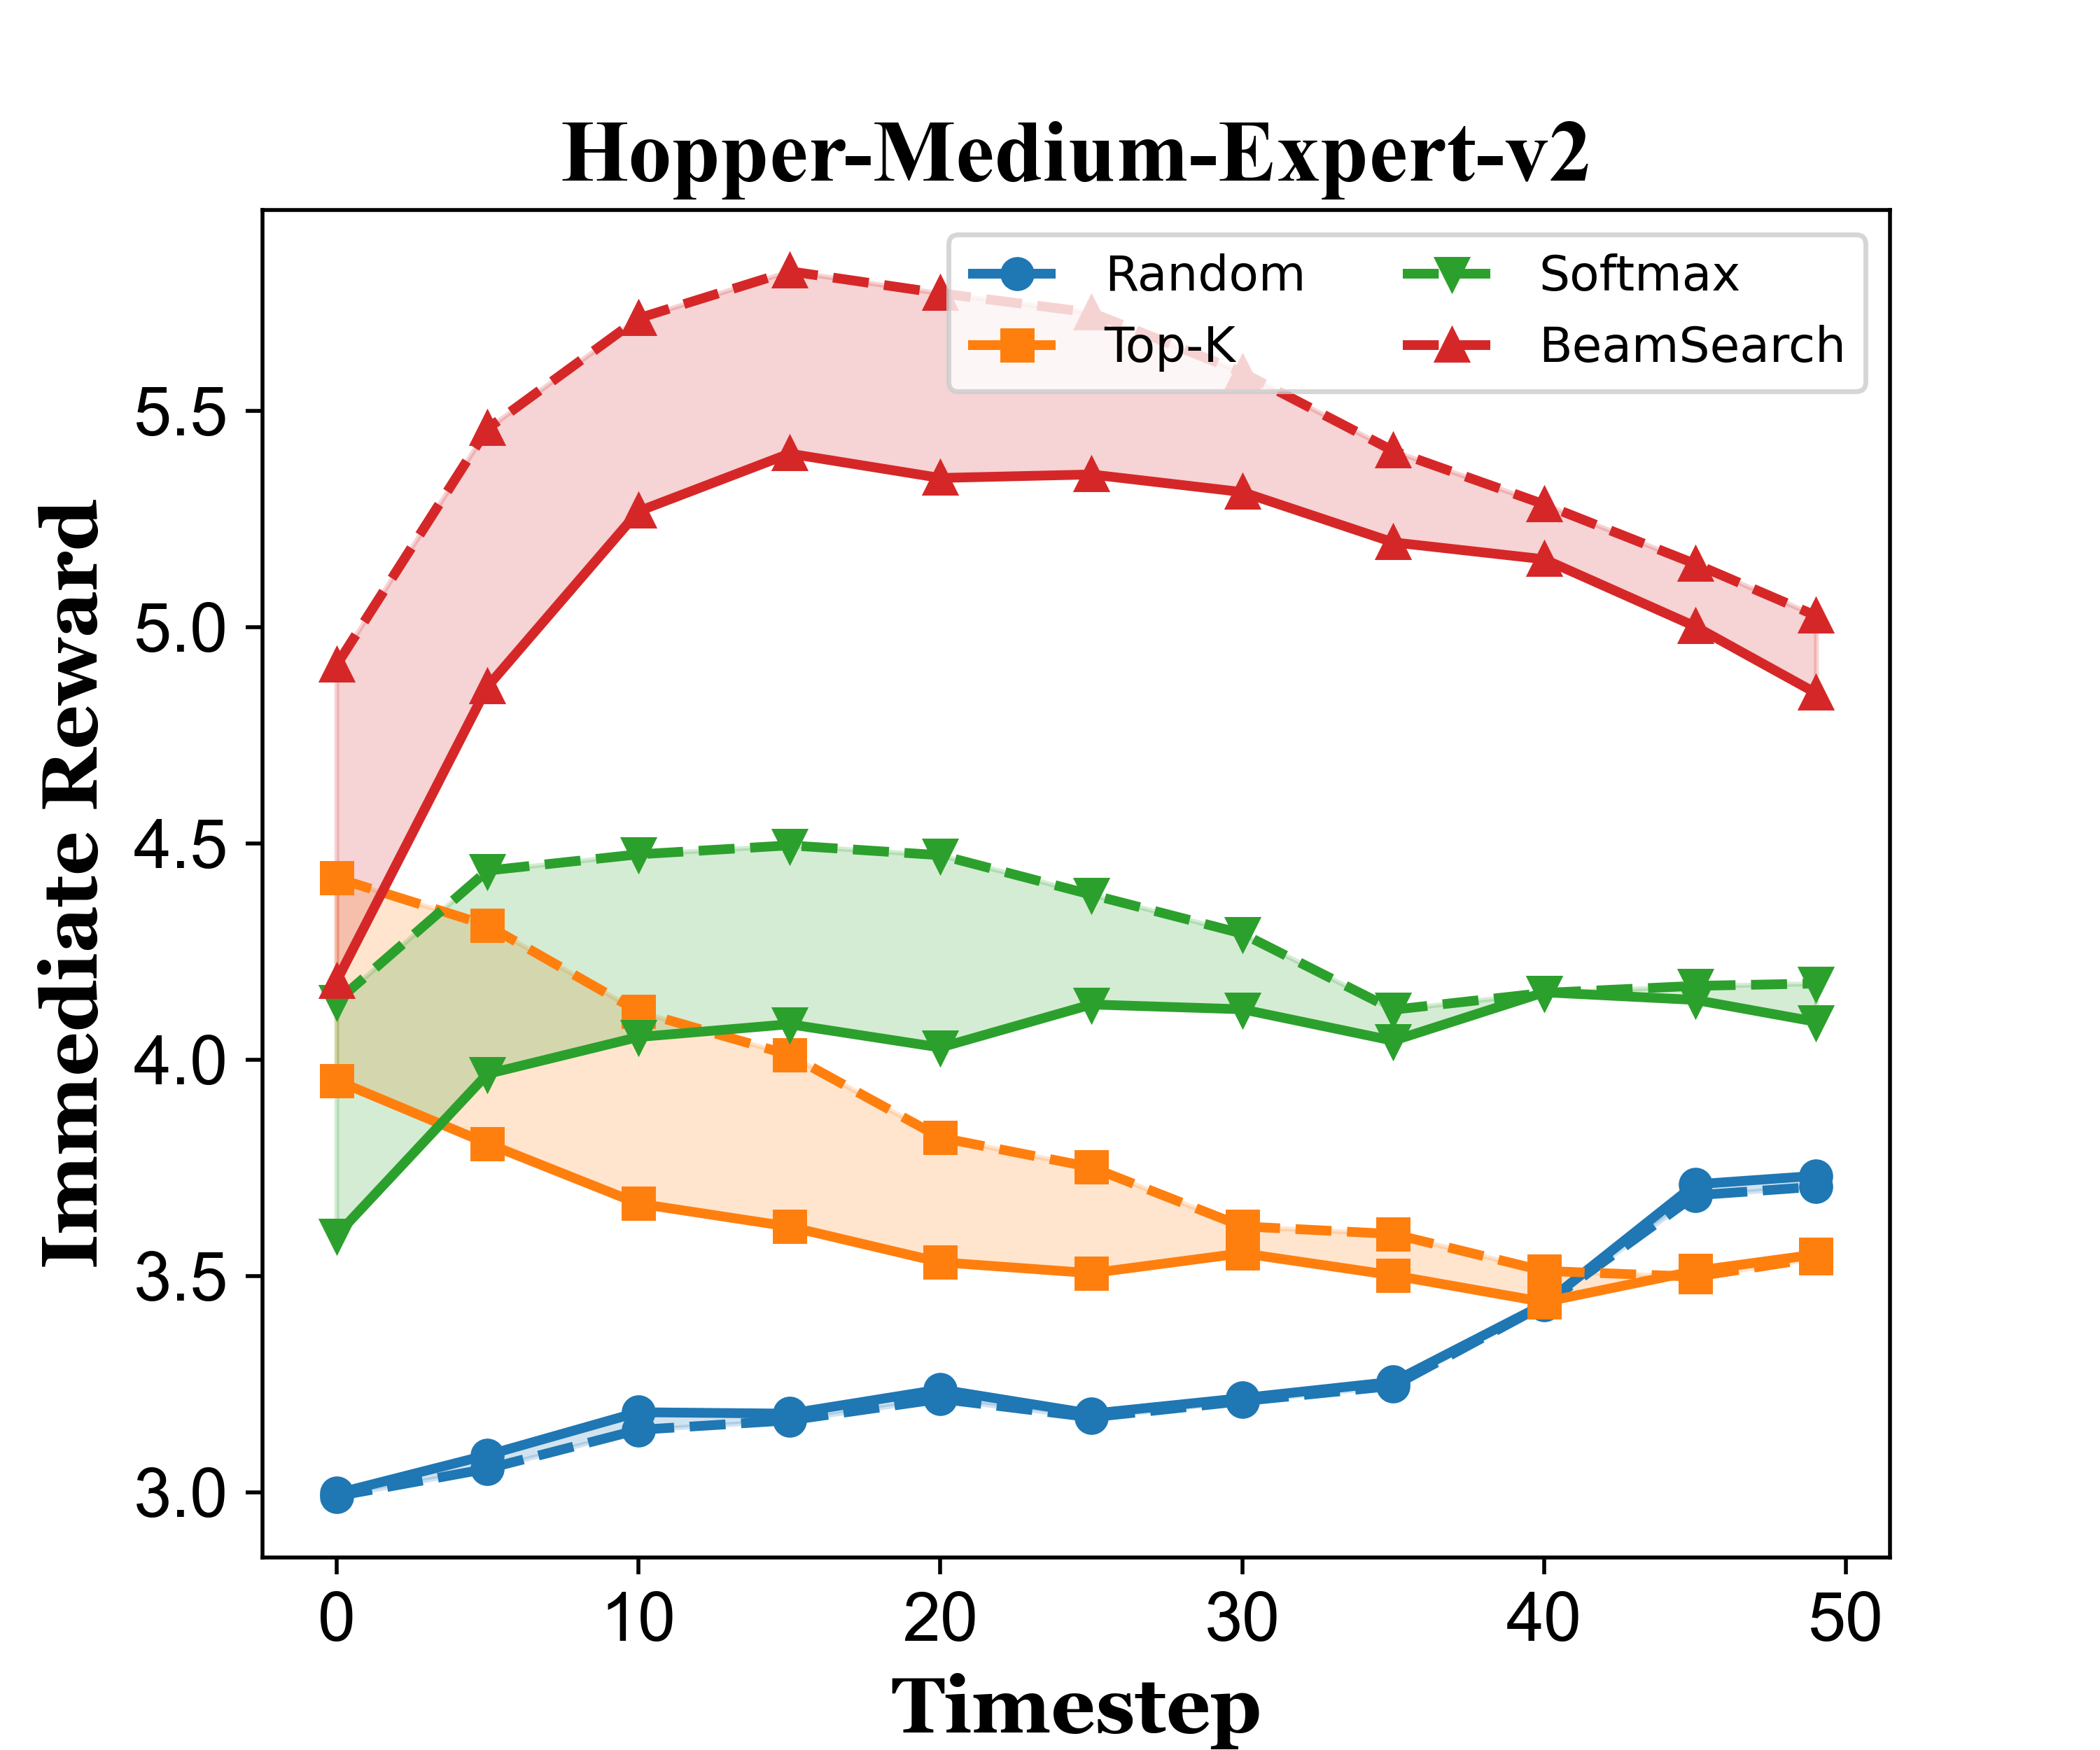 Hopper-Medium-Expert-v2
Random
Softmax
Top-K
BeamSearch
Immediate Reward
5.5
5.0
4.5
4.0
3.5
3.0
0 10 20 30 40 50
Timestep